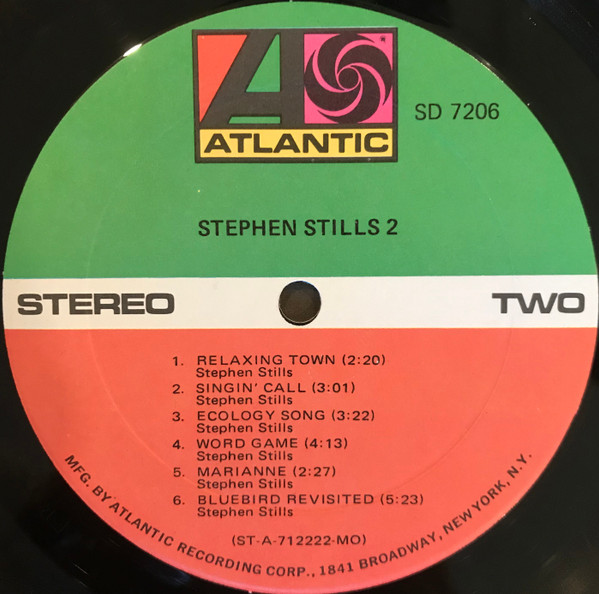 ATLANTIC
SD 7206
STEPHEN STILLS 2
STEREO
TWO
1. RELAXING TOWN (2:20)
Stephen Stills
2. SINGIN' CALL (3:01)
Stephen Stills
3. ECOLOGY SONG (3:22)
Stephen Stills
4. WORD GAME (4:13)
Stephen Stills
5. MARIANNE (2:27)
Stephen Stills
6. BLUEBIRD REVISITED (5:23)
Stephen Stills
(ST-A-712222-MO)
MFG. BY ATLANTIC RECORDING CORP., 1841 BROADWAY, NEW YORK, N.Y.